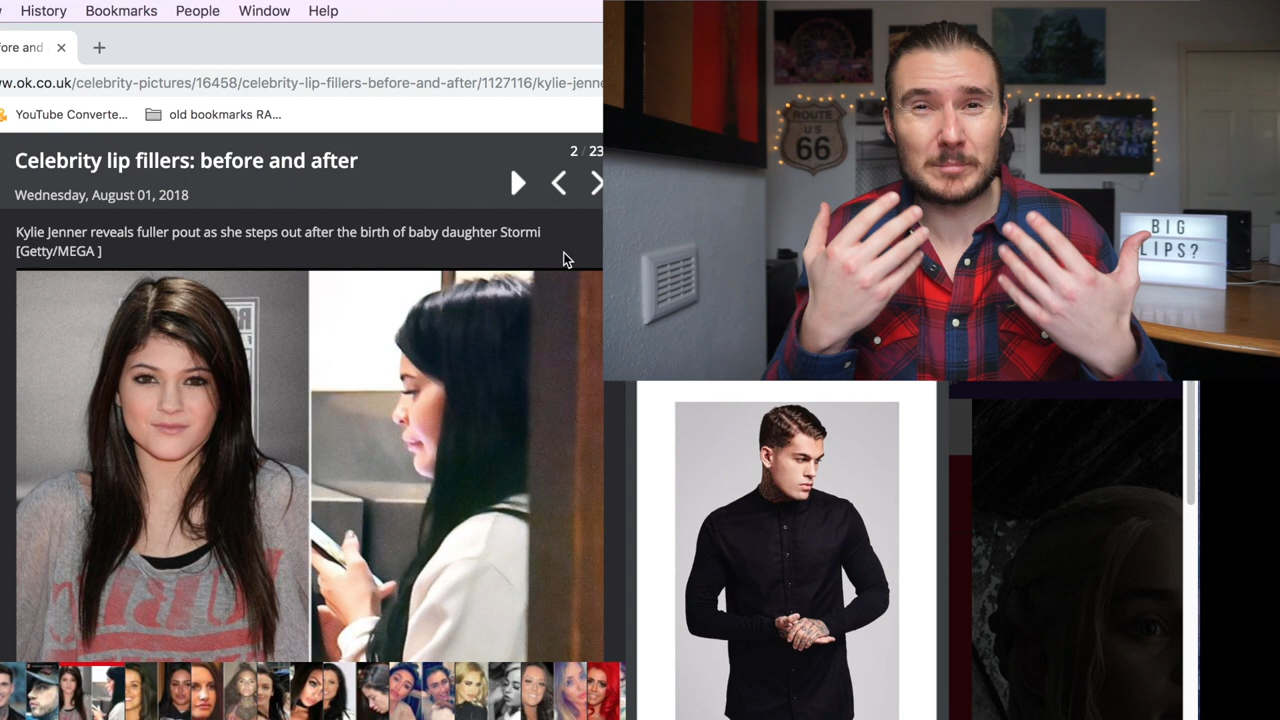 History Bookmarks People Window Help
ore and
ww.ok.co.uk/celebrity-pictures/16458/celebrity-lip-fillers-before-and-after/1127116/kylie-jenne
YouTube Converte...
old bookmarks RA...
Celebrity lip fillers: before and after
2 / 23
Wednesday, August 01, 2018
Kylie Jenner reveals fuller pout as she steps out after the birth of baby daughter Stormi
[Getty/MEGA ]
ROUTE
US
66
BIG
LIPS?